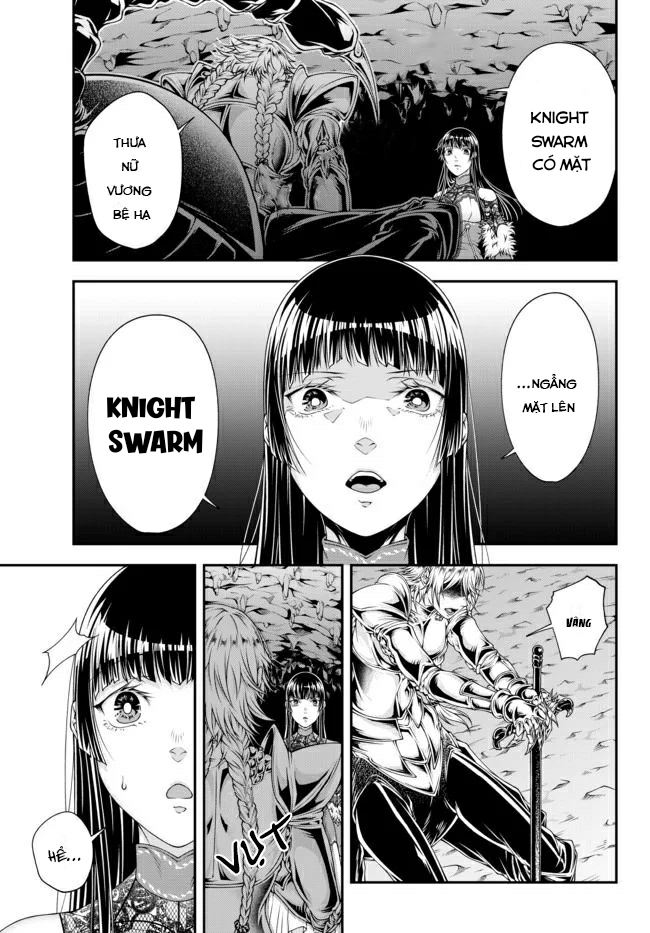 KNIGHT
SWARM
CÓ MẶT
THƯA
NỮ
VƯƠNG
BỆ HẠ
...NGẨNG
MẶT LÊN
KNIGHT
SWARM
VÂNG
VỤT
HỂ...